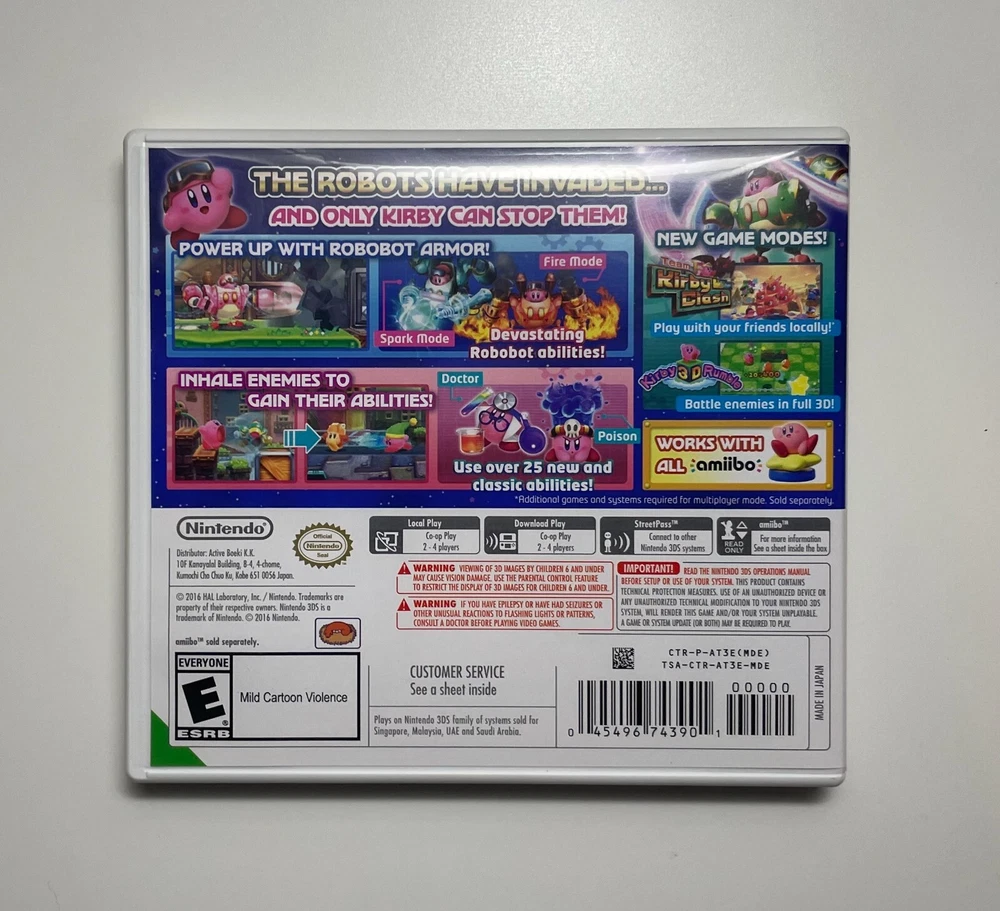 THE ROBOTS HAVE INVADED...
AND ONLY KIRBY CAN STOP THEM!
POWER UP WITH ROBOBOT ARMOR!
Fire Mode
Spark Mode
Devastating
Robobot abilities!
NEW GAME MODES!
Team
Kirby
Clash
Play with your friends locally!*
Kirby 3D Rumble
Battle enemies in full 3D!
INHALE ENEMIES TO
GAIN THEIR ABILITIES!
Doctor
Poison
Use over 25 new and
classic abilities!
WORKS WITH
ALL amiibo
*Additional games and systems required for multiplayer mode. Sold separately.
Nintendo®
Official
Nintendo
Seal
Distributor: Active Boeki K.K.
10F Kanayalal Building, 8-4, 4-chome,
Kumochi Cho Chuo Ku, Kobe 651 0056 Japan.
© 2016 HAL Laboratory, Inc. / Nintendo. Trademarks are
property of their respective owners. Nintendo 3DS is a
trademark of Nintendo. © 2016 Nintendo.
amiibo™ sold separately.
Local Play
Co-op Play
2 - 4 players
Download Play
Co-op Play
2 - 4 players
StreetPass™
Connect to other
Nintendo 3DS systems
READ
ONLY
amiibo™
For more information
See a sheet inside the box
WARNING VIEWING OF 3D IMAGES BY CHILDREN 6 AND UNDER
MAY CAUSE VISION DAMAGE. USE THE PARENTAL CONTROL FEATURE
TO RESTRICT THE DISPLAY OF 3D IMAGES FOR CHILDREN 6 AND UNDER.
WARNING IF YOU HAVE EPILEPSY OR HAVE HAD SEIZURES OR
OTHER UNUSUAL REACTIONS TO FLASHING LIGHTS OR PATTERNS,
CONSULT A DOCTOR BEFORE PLAYING VIDEO GAMES.
IMPORTANT! READ THE NINTENDO 3DS OPERATIONS MANUAL
BEFORE SETUP OR USE OF YOUR SYSTEM. THIS PRODUCT CONTAINS
TECHNICAL PROTECTION MEASURES. USE OF AN UNAUTHORIZED DEVICE OR
ANY UNAUTHORIZED TECHNICAL MODIFICATION TO YOUR NINTENDO 3DS
SYSTEM, WILL RENDER THIS GAME AND/OR YOUR SYSTEM UNPLAYABLE.
A GAME OR SYSTEM UPDATE (OR BOTH) MAY BE REQUIRED TO PLAY.
EVERYONE
E
ESRB
Mild Cartoon Violence
CUSTOMER SERVICE
See a sheet inside
Plays on Nintendo 3DS family of systems sold for
Singapore, Malaysia, UAE and Saudi Arabia.
CTR-P-AT3E(MDE)
TSA-CTR-AT3E-MDE
00000
0 45496 74390 1
MADE IN JAPAN